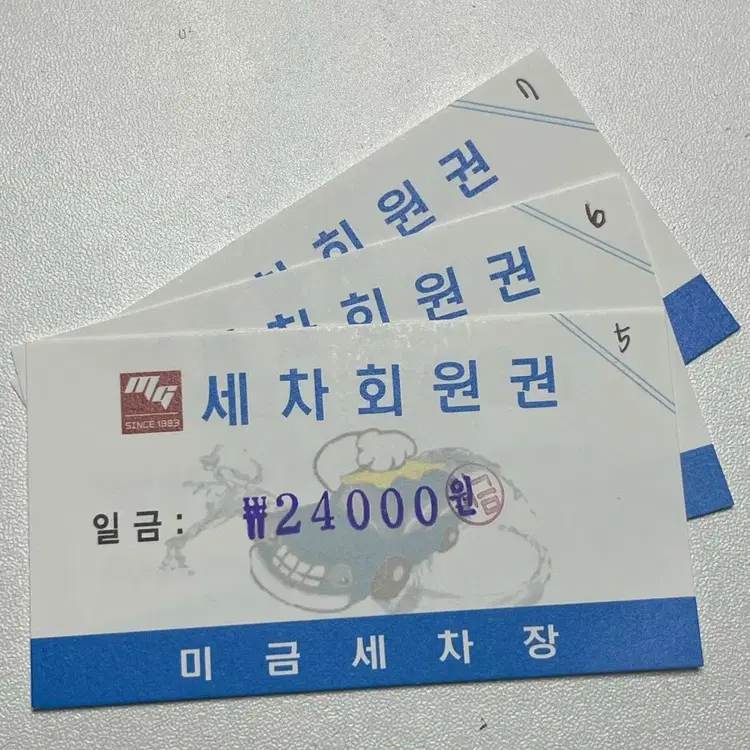 7
회원권
6
차회원권
5
MG
SINCE 1993
세차회원권
일금: ₩24000원
미금세차장